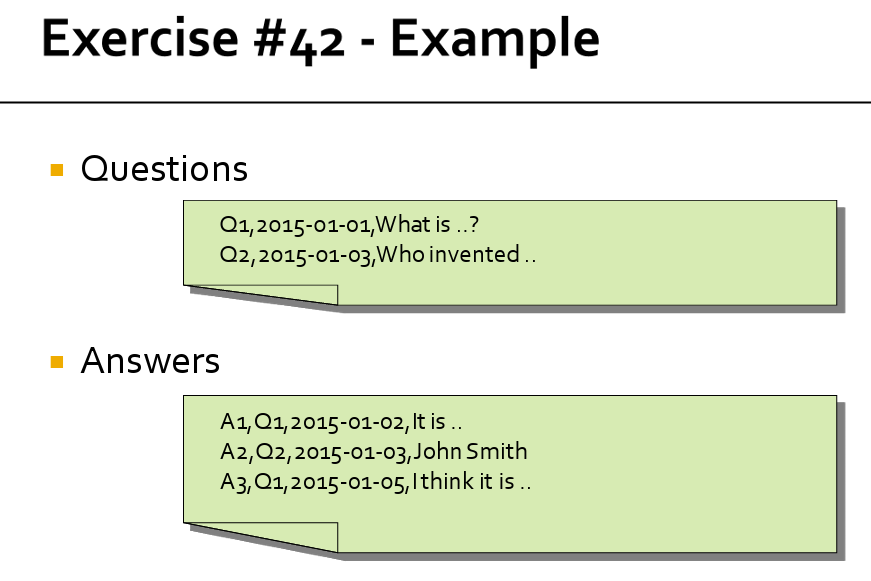 Exercise #42 - Example
Questions
Q1,2015-01-01,What is ..?
Q2,2015-01-03,Who invented ..
Answers
A1,Q1,2015-01-02,It is ..
A2,Q2,2015-01-03,John Smith
A3,Q1,2015-01-05,I think it is ..